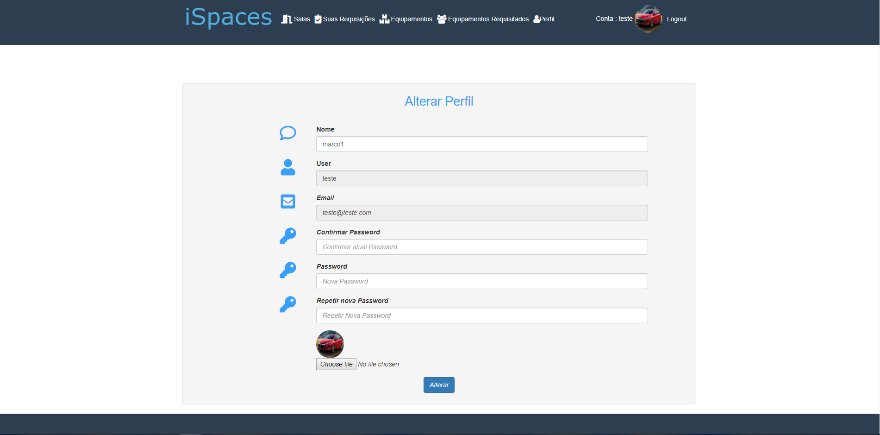 iSpaces Salas Suas Requisições Equipamentos Equipamentos Requisitados Perfil Conta : teste Logout
Alterar Perfil
Nome
marco1
User
teste
Email
teste@teste.com
Confirmar Password
Confirmar atual Password
Password
Nova Password
Repetir nova Password
Repetir Nova Password
Choose file No file chosen
Alterar